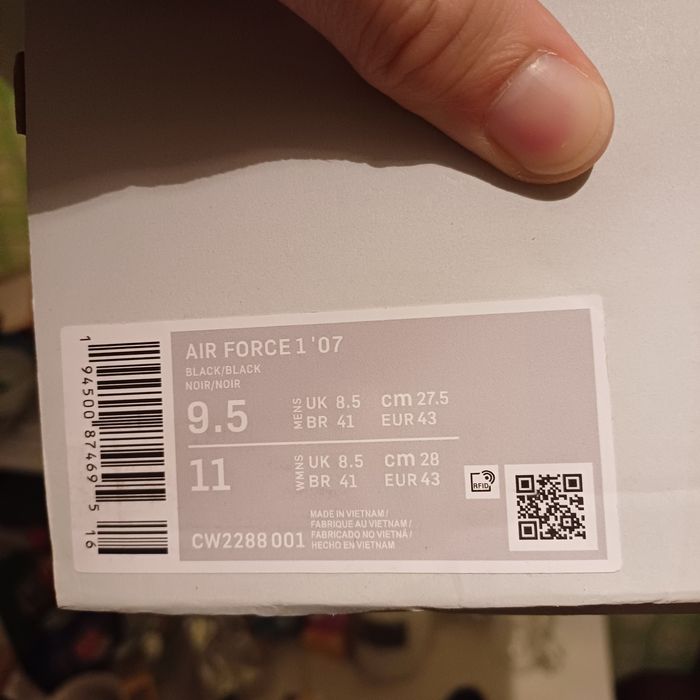 AIR FORCE 1 '07
BLACK/BLACK
NOIR/NOIR
9.5 MENS UK 8.5 cm 27.5
BR 41 EUR 43
11 WMNS UK 8.5 cm 28
BR 41 EUR 43
RFID
MADE IN VIETNAM /
FABRIQUE AU VIETNAM /
FABRICADO NO VIETNÃ /
HECHO EN VIETNAM
CW2288 001
1 94500 87469 5 16